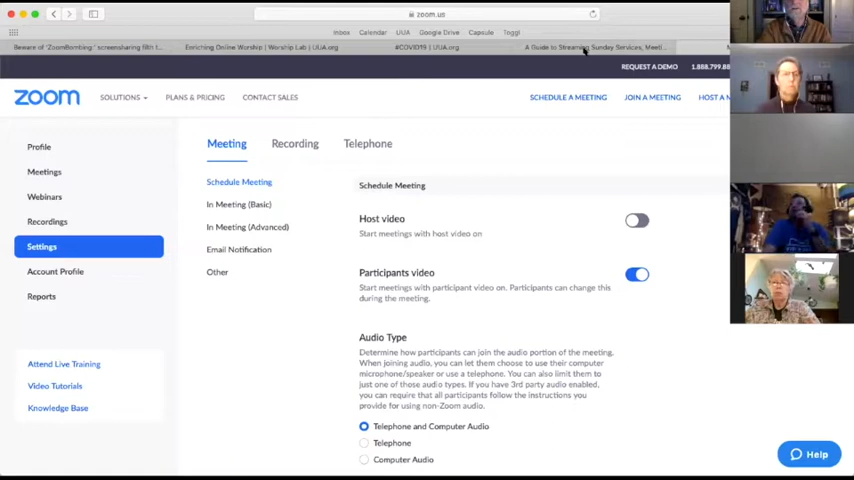 zoom.us
Inbox Calendar UUA Google Drive Capsule Toggl
Beware of 'ZoomBombing:' screensharing filth t... Enriching Online Worship | Worship Lab | UUA.org #COVID19 | UUA.org A Guide to Streaming Sunday Services, Meeti...
REQUEST A DEMO 1.888.799.
zoom SOLUTIONS PLANS & PRICING CONTACT SALES SCHEDULE A MEETING JOIN A MEETING HOST A
Profile
Meetings
Webinars
Recordings
Settings
Account Profile
Reports
Attend Live Training
Video Tutorials
Knowledge Base
Meeting Recording Telephone
Schedule Meeting
In Meeting (Basic)
In Meeting (Advanced)
Email Notification
Other
Schedule Meeting
Host video
Start meetings with host video on
Participants video
Start meetings with participant video on. Participants can change this
during the meeting.
Audio Type
Determine how participants can join the audio portion of the meeting.
When joining audio, you can let them choose to use their computer
microphone/speaker or use a telephone. You can also limit them to
just one of those audio types. If you have 3rd party audio enabled,
you can require that all participants follow the instructions you
provide for using non-Zoom audio.
Telephone and Computer Audio
Telephone
Computer Audio
Help